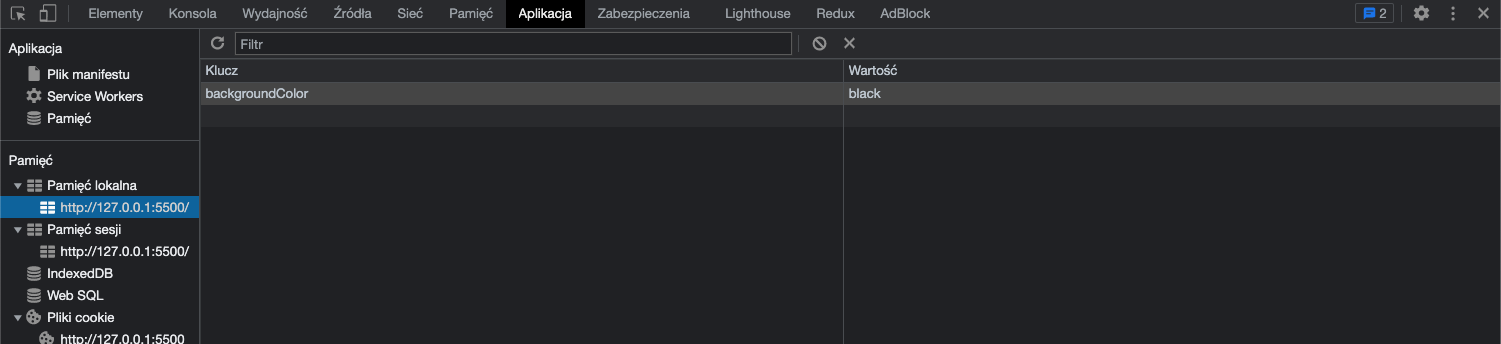 Elementy Konsola Wydajność Źródła Sieć Pamięć Aplikacja Zabezpieczenia Lighthouse Redux AdBlock 2
Aplikacja
Plik manifestu
Service Workers
Pamięć
Pamięć
Pamięć lokalna
http://127.0.0.1:5500/
Pamięć sesji
http://127.0.0.1:5500/
IndexedDB
Web SQL
Pliki cookie
http://127.0.0.1:5500
Filtr
Klucz Wartość
backgroundColor black